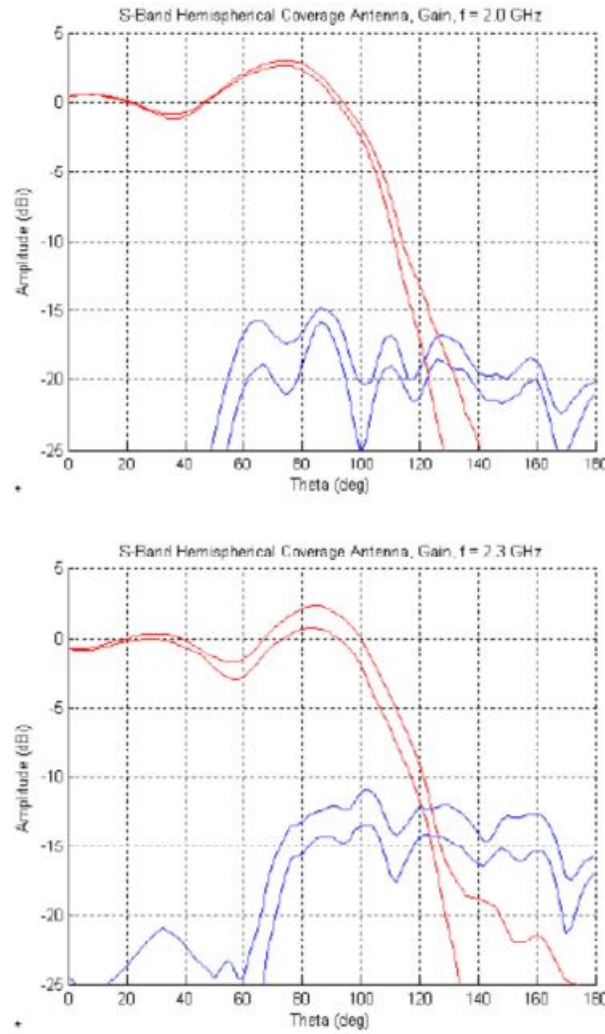 S-Band Hemispherical Coverage Antenna, Gain, f = 2.0 GHz
5
0
-5
-10
-15
-20
-25
Amplitude (dBi)
0 20 40 60 80 100 120 140 160 180
Theta (deg)
S-Band Hemispherical Coverage Antenna, Gain, f = 2.3 GHz
5
0
-5
-10
-15
-20
-25
Amplitude (dBi)
0 20 40 60 80 100 120 140 160 180
Theta (deg)